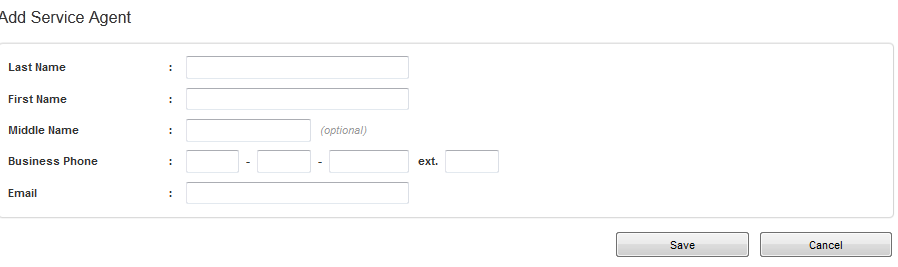 Add Service Agent
Last Name :
First Name :
Middle Name : (optional)
Business Phone : - - ext.
Email :
Save Cancel